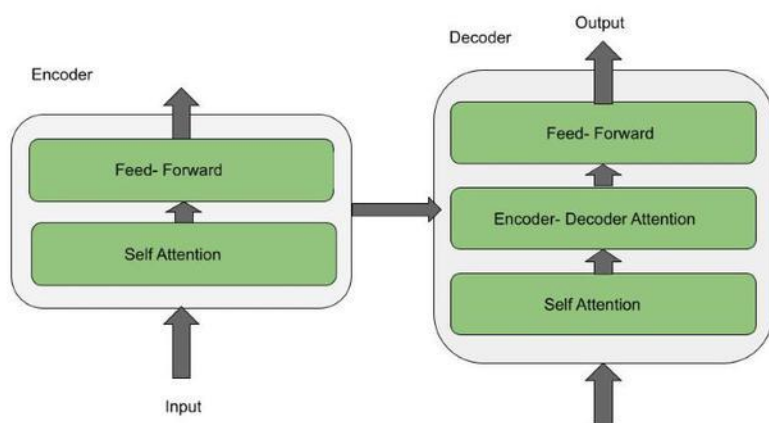 Encoder
Feed- Forward
Self Attention
Input
Output
Decoder
Feed- Forward
Encoder- Decoder Attention
Self Attention